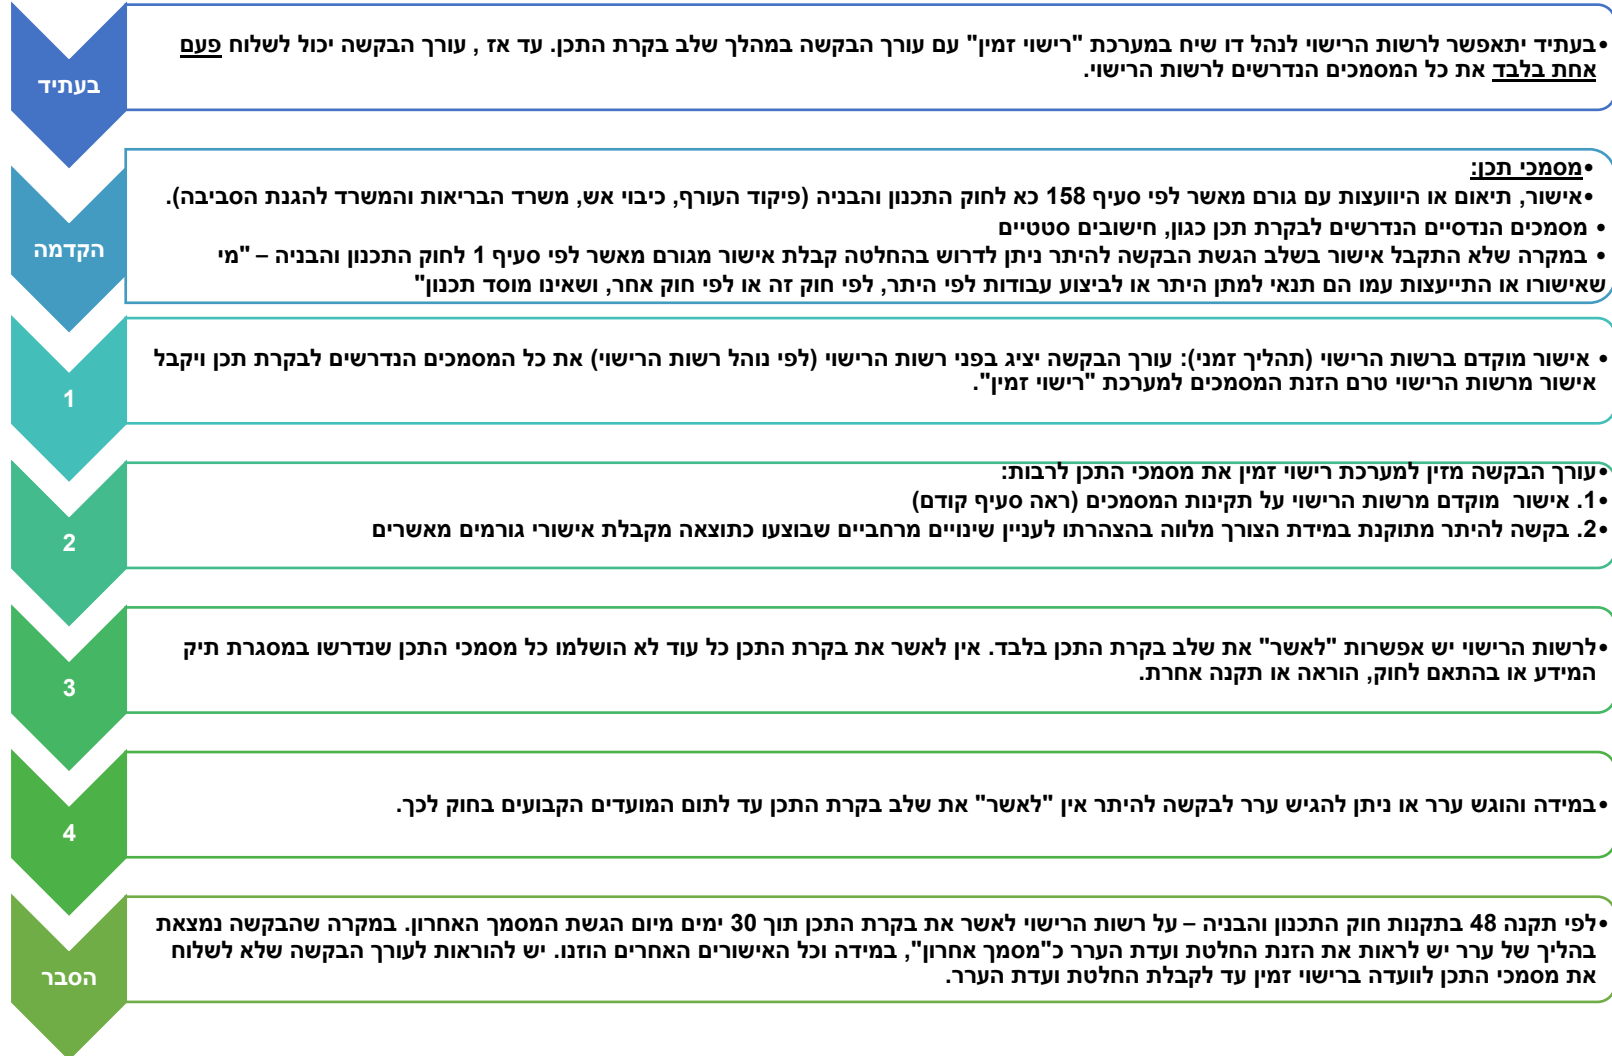 בעתיד
•בעתיד יתאפשר לרשות הרישוי לנהל דו שיח במערכת "רישוי זמין" עם עורך הבקשה במהלך שלב בקרת התכן. עד אז , עורך הבקשה יכול לשלוח פעם
אחת בלבד את כל המסמכים הנדרשים לרשות הרישוי.
הקדמה
•מסמכי תכן:
•אישור, תיאום או היוועצות עם גורם מאשר לפי סעיף 158 כא לחוק התכנון והבניה (פיקוד העורף, כיבוי אש, משרד הבריאות והמשרד להגנת הסביבה).
• מסמכים הנדסיים הנדרשים לבקרת תכן כגון, חישובים סטטיים
• במקרה שלא התקבל אישור בשלב הגשת הבקשה להיתר ניתן לדרוש בהחלטה קבלת אישור מגורם מאשר לפי סעיף 1 לחוק התכנון והבניה – "מי
שאישורו או התייעצות עמו הם תנאי למתן היתר או לביצוע עבודות לפי היתר, לפי חוק זה או לפי חוק אחר, ושאינו מוסד תכנון"
1
• אישור מוקדם ברשות הרישוי (תהליך זמני): עורך הבקשה יציג בפני רשות הרישוי (לפי נוהל רשות הרישוי) את כל המסמכים הנדרשים לבקרת תכן ויקבל
אישור מרשות הרישוי טרם הזנת המסמכים למערכת "רישוי זמין".
2
•עורך הבקשה מזין למערכת רישוי זמין את מסמכי התכן לרבות:
•1. אישור מוקדם מרשות הרישוי על תקינות המסמכים (ראה סעיף קודם)
•2. בקשה להיתר מתוקנת במידת הצורך מלווה בהצהרתו לעניין שינויים מרחביים שבוצעו כתוצאה מקבלת אישורי גורמים מאשרים
3
•לרשות הרישוי יש אפשרות "לאשר" את שלב בקרת התכן בלבד. אין לאשר את בקרת התכן כל עוד לא הושלמו כל מסמכי התכן שנדרשו במסגרת תיק
המידע או בהתאם לחוק, הוראה או תקנה אחרת.
4
•במידה והוגש ערר או ניתן להגיש ערר לבקשה להיתר אין "לאשר" את שלב בקרת התכן עד לתום המועדים הקבועים בחוק לכך.
הסבר
•לפי תקנה 48 בתקנות חוק התכנון והבניה – על רשות הרישוי לאשר את בקרת התכן תוך 30 ימים מיום הגשת המסמך האחרון. במקרה שהבקשה נמצאת
בהליך של ערר יש לראות את הזנת החלטת ועדת הערר כ"מסמך אחרון", במידה וכל האישורים האחרים הוזנו. יש להוראות לעורך הבקשה שלא לשלוח
את מסמכי התכן לוועדה ברישוי זמין עד לקבלת החלטת ועדת הערר.